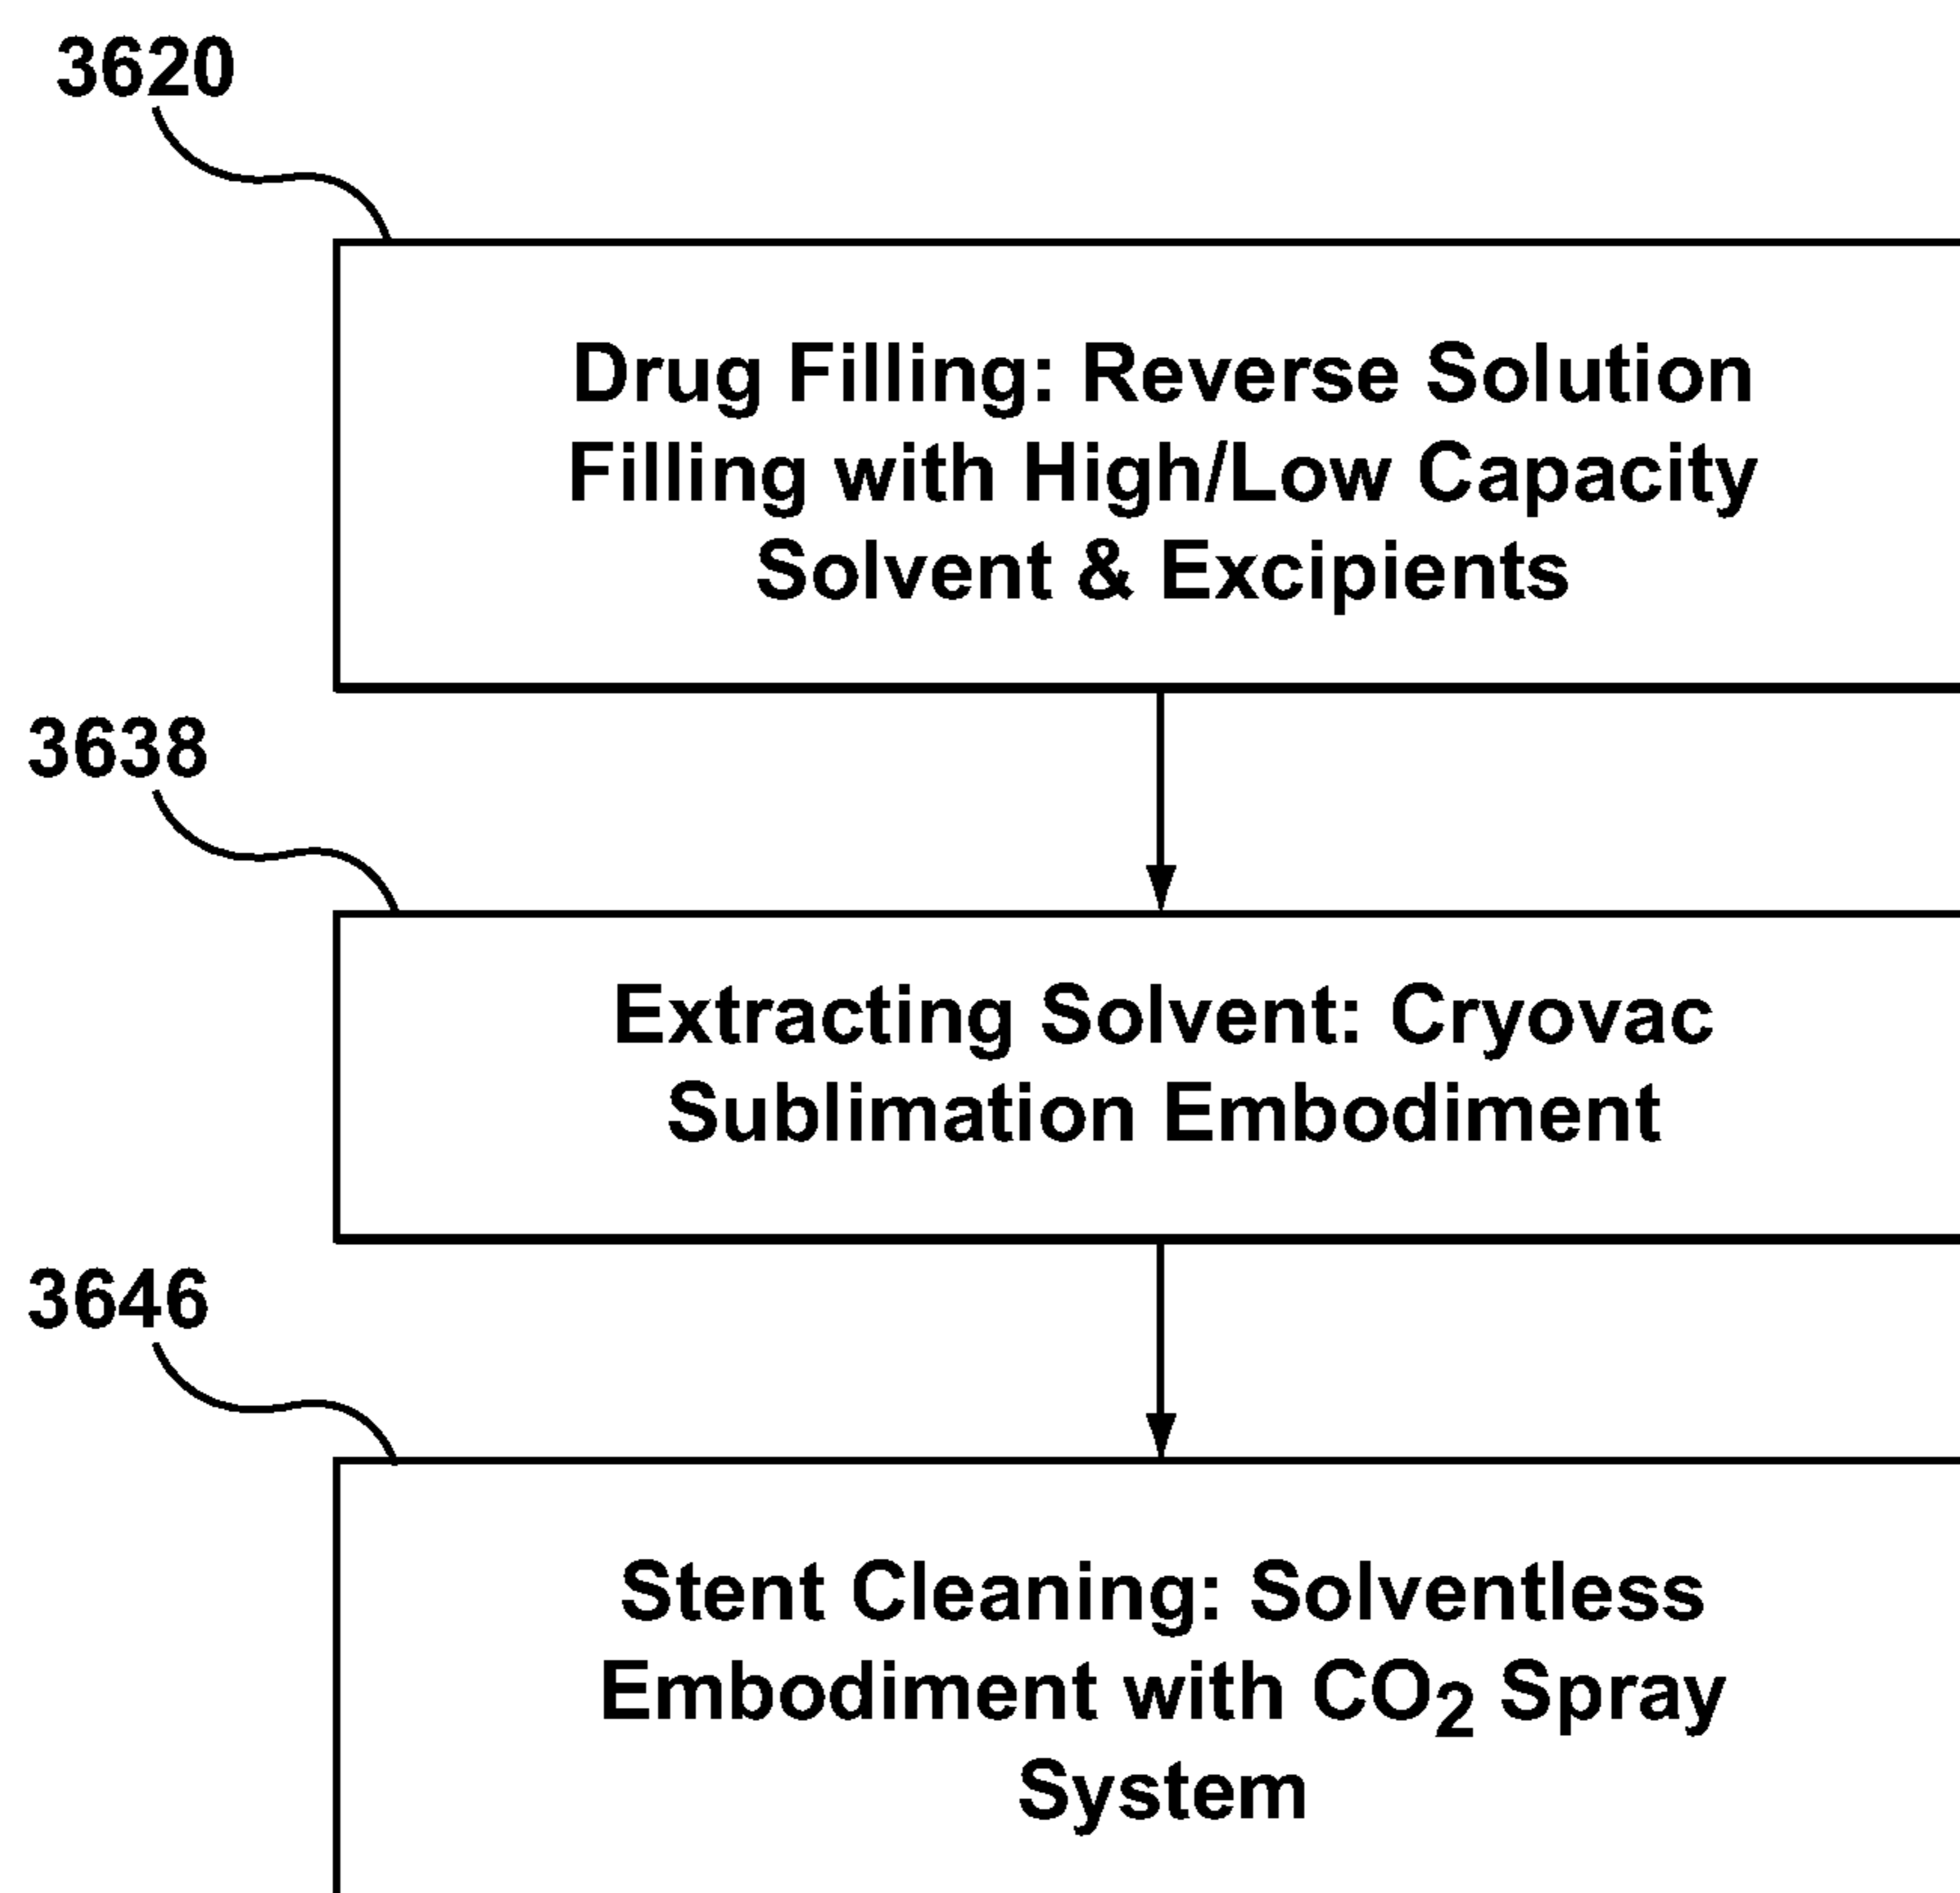 3620
Drug Filling: Reverse Solution
Filling with High/Low Capacity
Solvent & Excipients
3638
Extracting Solvent: Cryovac
Sublimation Embodiment
3646
Stent Cleaning: Solventless
Embodiment with CO₂ Spray
System